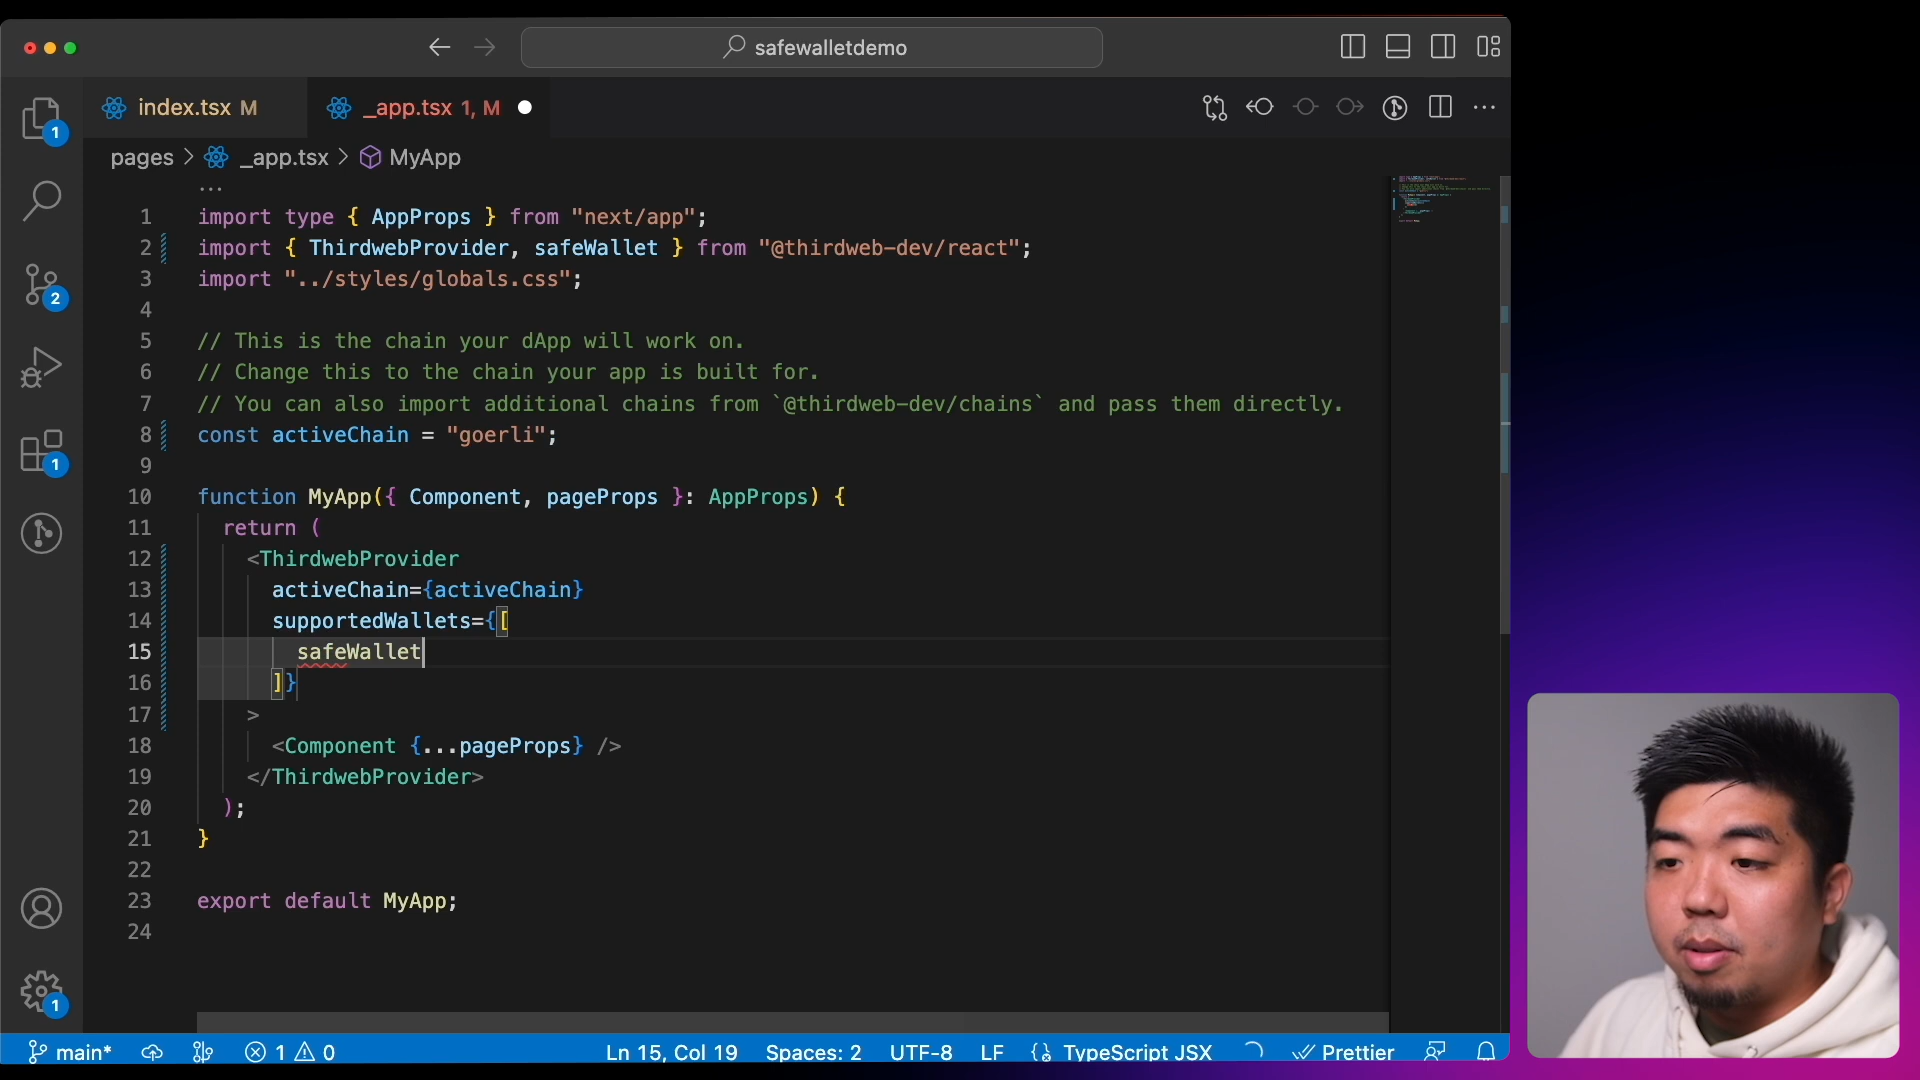 safewalletdemo
index.tsx M
_app.tsx 1, M
pages > _app.tsx > MyApp
...
1 import type { AppProps } from "next/app";
2 import { ThirdwebProvider, safeWallet } from "@thirdweb-dev/react";
3 import "../styles/globals.css";
4
5 // This is the chain your dApp will work on.
6 // Change this to the chain your app is built for.
7 // You can also import additional chains from `@thirdweb-dev/chains` and pass them directly.
8 const activeChain = "goerli";
9
10 function MyApp({ Component, pageProps }: AppProps) {
11 return (
12 <ThirdwebProvider
13 activeChain={activeChain}
14 supportedWallets={[
15 safeWallet
16 ]}
17 >
18 <Component {...pageProps} />
19 </ThirdwebProvider>
20 );
21 }
22
23 export default MyApp;
24
1
2
1
1
main* 1 0 Ln 15, Col 19 Spaces: 2 UTF-8 LF TypeScript JSX Prettier